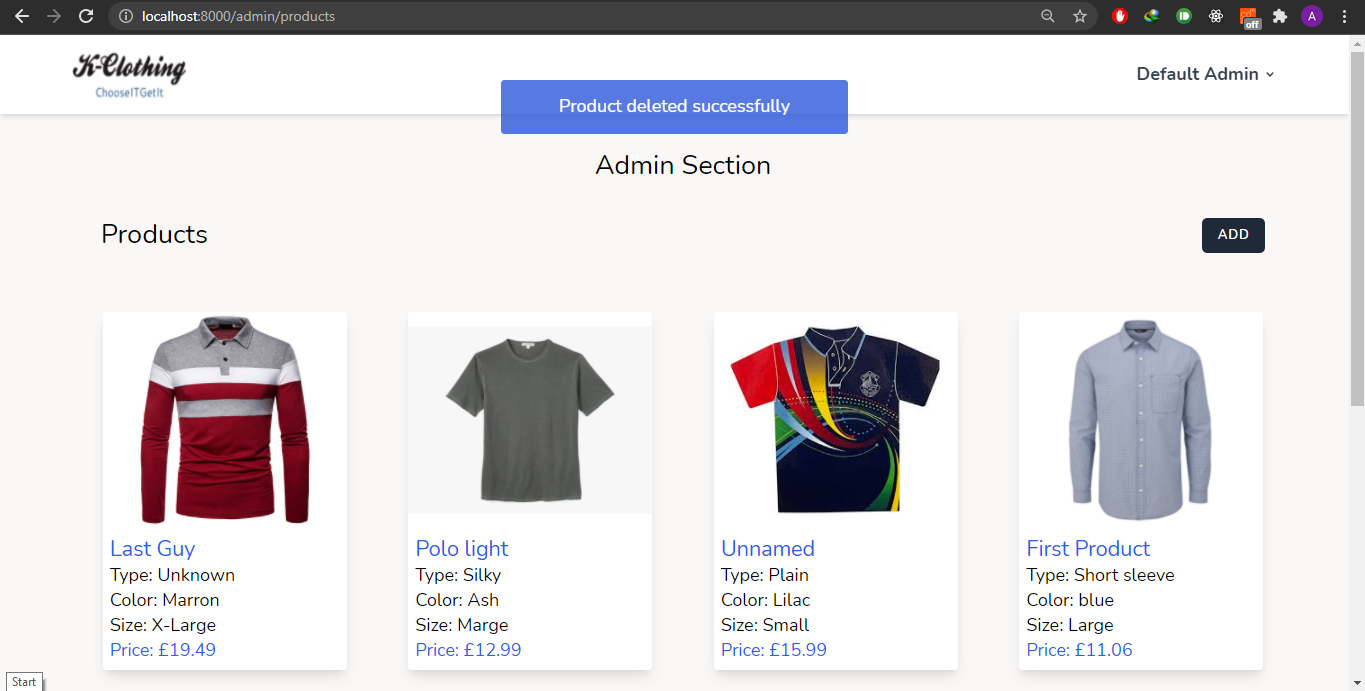 localhost:8000/admin/products
off
A
K-Clothing
ChooseITGetIt
Default Admin
Product deleted successfully
Admin Section
Products
ADD
Last Guy
Type: Unknown
Color: Marron
Size: X-Large
Price: £19.49
Polo light
Type: Silky
Color: Ash
Size: Marge
Price: £12.99
Unnamed
Type: Plain
Color: Lilac
Size: Small
Price: £15.99
First Product
Type: Short sleeve
Color: blue
Size: Large
Price: £11.06
Start